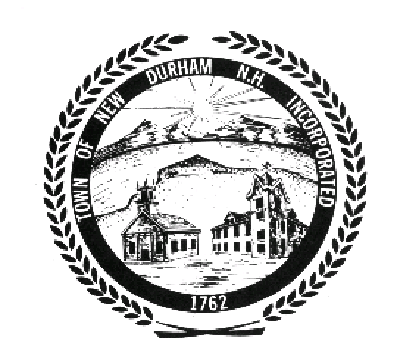 TOWN OF NEW DURHAM N.H. INCORPORATED
1762